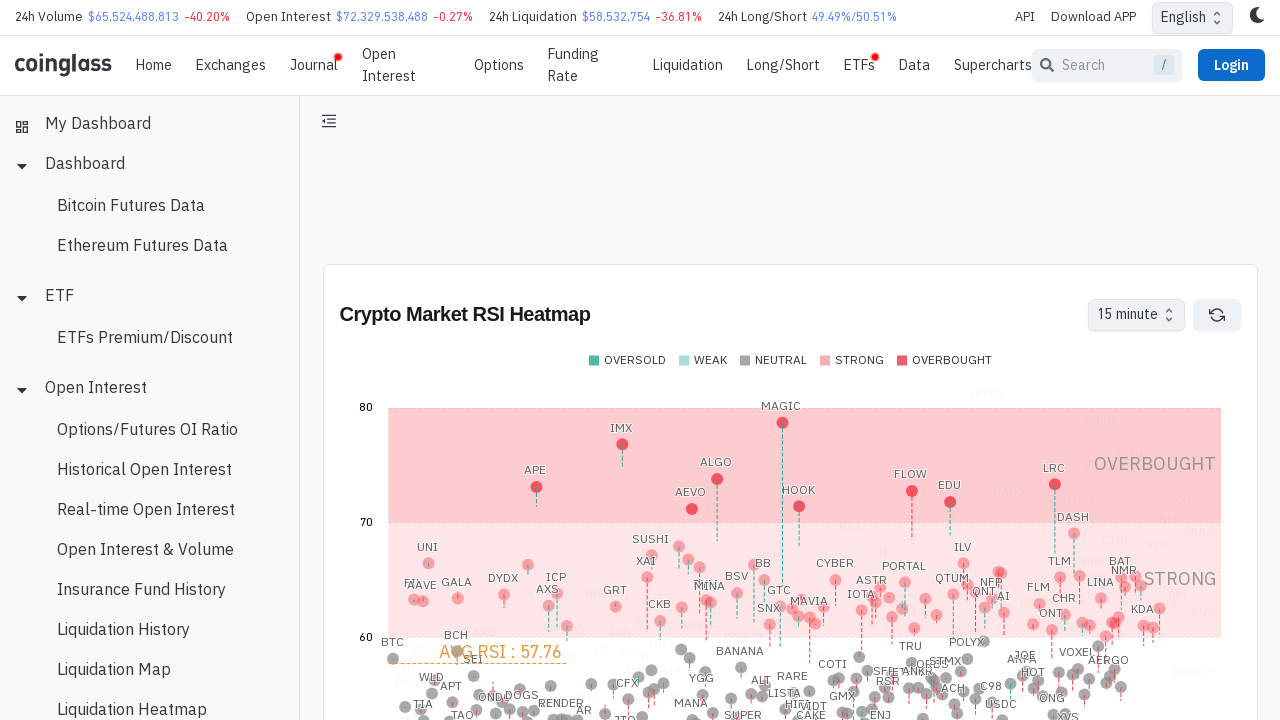 24h Volume $65,524,488,813 -40.20% Open Interest $72,329,538,488 -0.27% 24h Liquidation $58,532,754 -36.81% 24h Long/Short 49.49%/50.51% API Download APP English
coinglass Home Exchanges Journal Open Interest Options Funding Rate Liquidation Long/Short ETFs Data Supercharts Search / Login
My Dashboard
Dashboard
Bitcoin Futures Data
Ethereum Futures Data
ETF
ETFs Premium/Discount
Open Interest
Options/Futures OI Ratio
Historical Open Interest
Real-time Open Interest
Open Interest & Volume
Insurance Fund History
Liquidation History
Liquidation Map
Liquidation Heatmap
Crypto Market RSI Heatmap 15 minute
OVERSOLD WEAK NEUTRAL STRONG OVERBOUGHT
80
MAGIC
IMX
OVERBOUGHT
APE ALGO FLOW LRC
AEVO HOOK EDU
70
DASH
SUSHI
UNI XAI BB CYBER ILV TLM BAT
PORTAL NMR
STRONG
AAVE GALA DYDX ICP AXS GRT BSV GTC ASTR QTUM NFP FLM LINA
CKB SNX MAVIA IOTA AI CHR ONT KDA
60
BTC BCH
AVG RSI : 57.76
SEI BANANA TRU POLYX VOXEL
COTI STMX JOE AERGO
WLD APT CFX YGG ALT RARE RSR ANKR ACH C98 HOT
TIA DOGS RENDER MANA LISTA GMX USDC ONG
TAO AR SUPER CAKE ENJ XVS